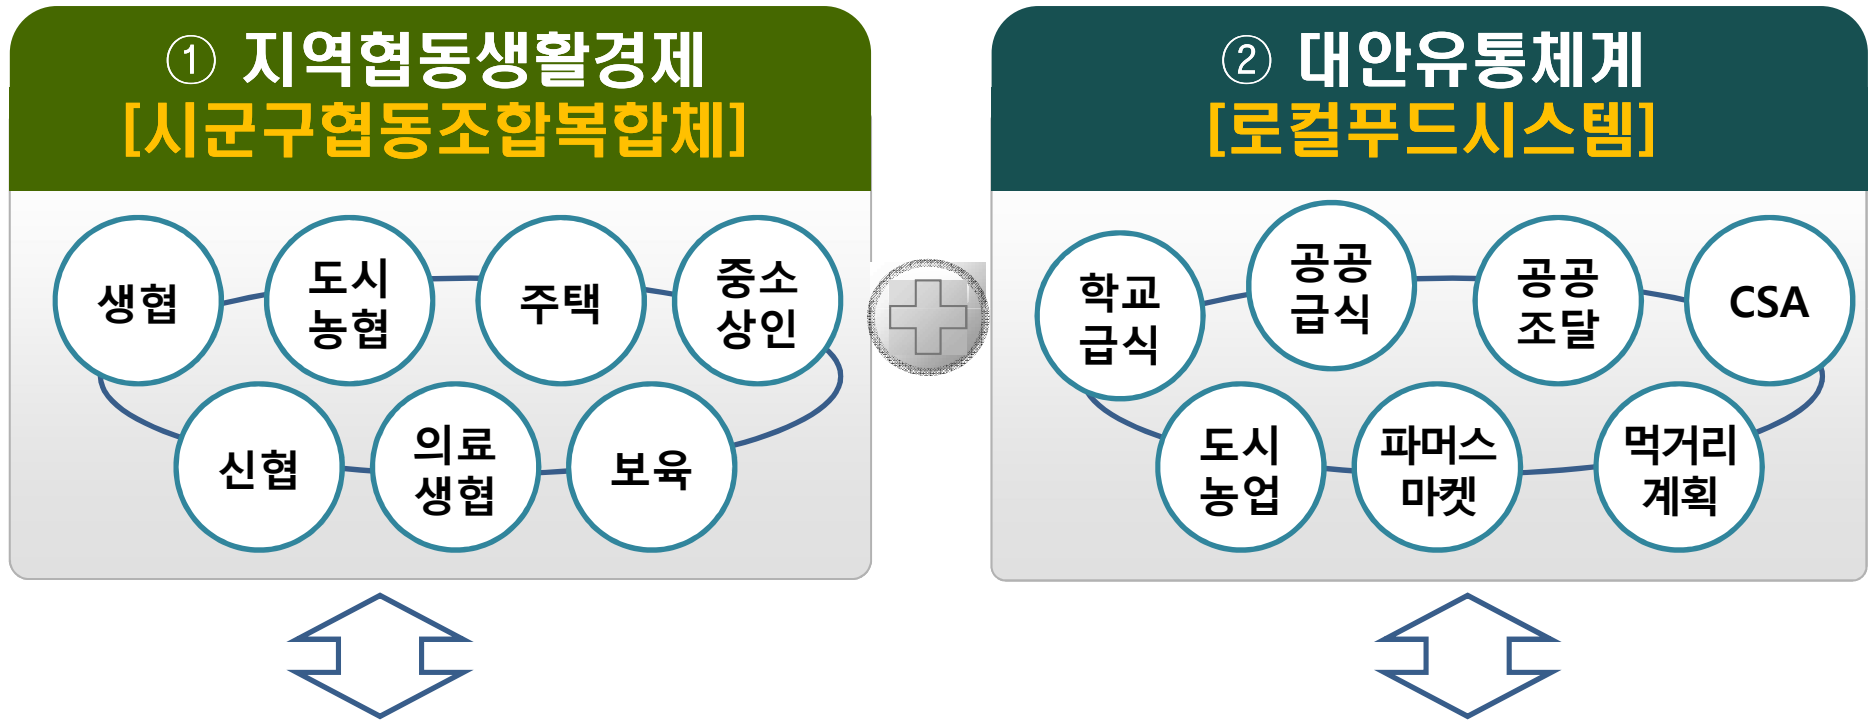 ① 지역협동생활경제
[시군구협동조합복합체]
생협
도시
농협
주택
중소
상인
신협
의료
생협
보육
② 대안유통체계
[로컬푸드시스템]
학교
급식
공공
급식
공공
조달
CSA
도시
농업
파머스
마켓
먹거리
계획